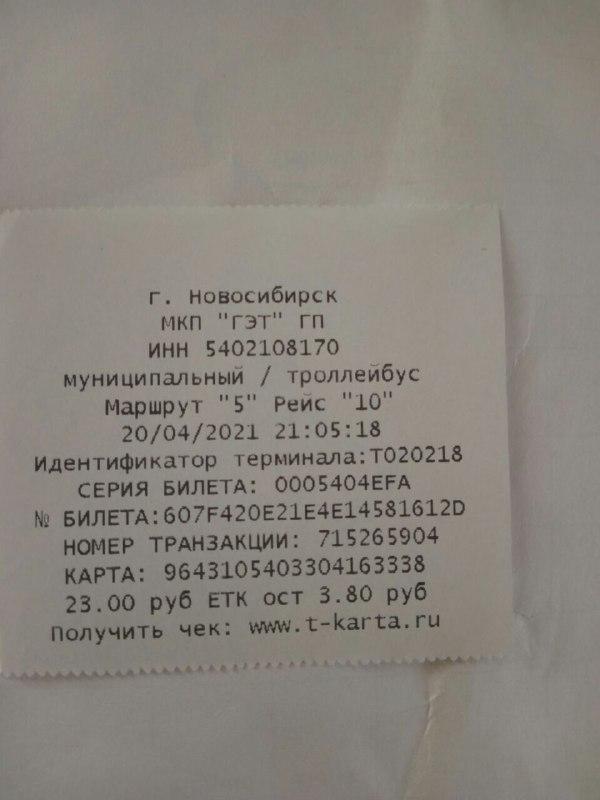 г. Новосибирск
МКП "ГЭТ" ГП
ИНН 5402108170
муниципальный / троллейбус
Маршрут "5" Рейс "10"
20/04/2021 21:05:18
Идентификатор терминала:T020218
СЕРИЯ БИЛЕТА: 0005404EFA
№ БИЛЕТА:607F420E21E4E14581612D
НОМЕР ТРАНЗАКЦИИ: 715265904
КАРТА: 9643105403304163338
23.00 руб ЕТК ост 3.80 руб
Получить чек: www.t-karta.ru